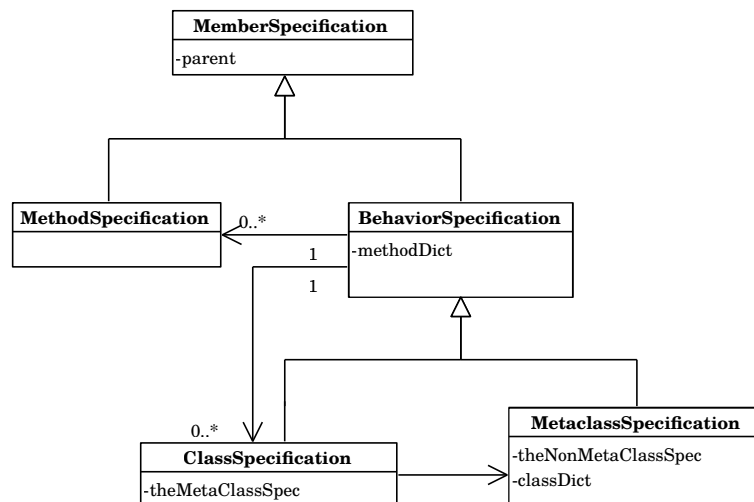 MemberSpecification
-parent
MethodSpecification
0..*
BehaviorSpecification
-methodDict
1
1
0..*
ClassSpecification
-theMetaClassSpec
MetaclassSpecification
-theNonMetaClassSpec
-classDict